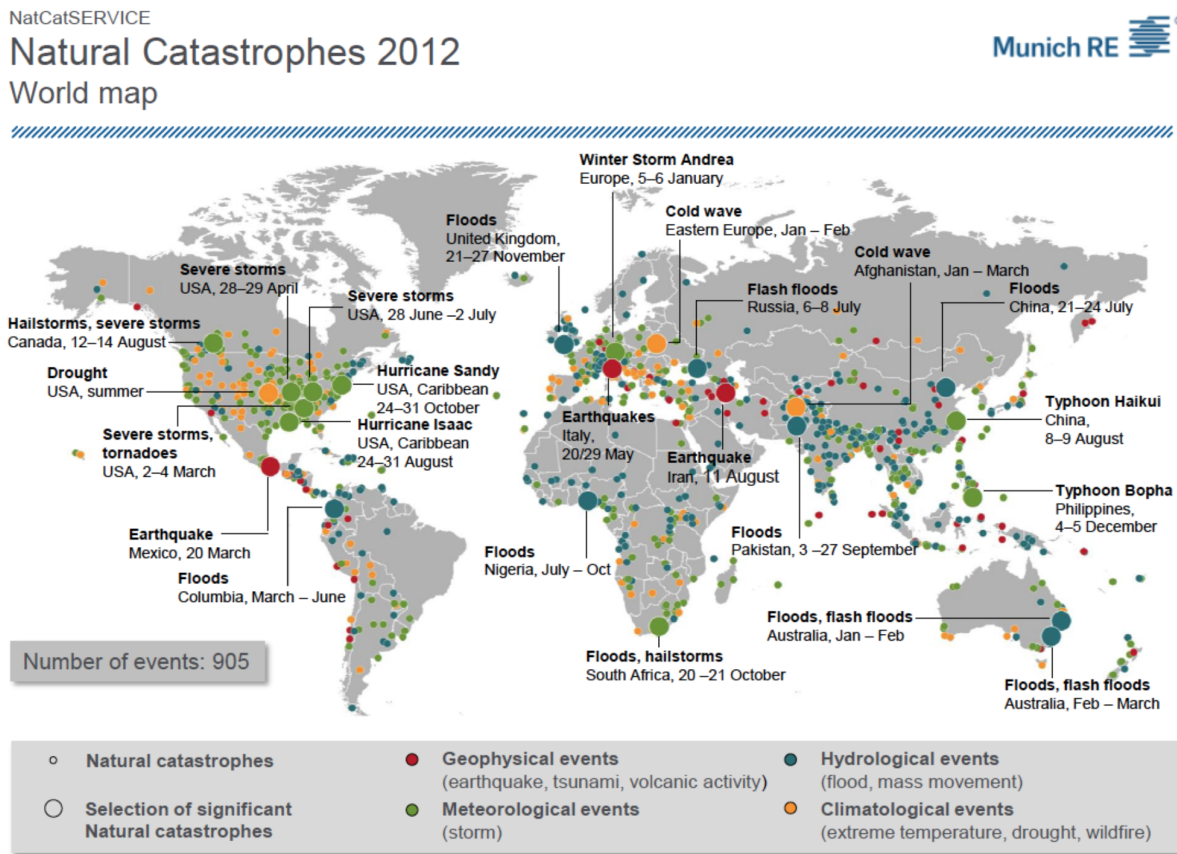 NatCatSERVICE
Natural Catastrophes 2012
World map
Munich RE
Winter Storm Andrea
Europe, 5–6 January
Cold wave
Eastern Europe, Jan – Feb
Floods
United Kingdom,
21–27 November
Cold wave
Afghanistan, Jan – March
Severe storms
USA, 28–29 April
Severe storms
USA, 28 June –2 July
Flash floods
Russia, 6–8 July
Floods
China, 21–24 July
Hailstorms, severe storms
Canada, 12–14 August
Drought
USA, summer
Hurricane Sandy
USA, Caribbean
24–31 October
Hurricane Isaac
USA, Caribbean
24–31 August
Severe storms,
tornadoes
USA, 2–4 March
Earthquakes
Italy,
20/29 May
Earthquake
Iran, 11 August
Typhoon Haikui
China,
8–9 August
Typhoon Bopha
Philippines,
4–5 December
Earthquake
Mexico, 20 March
Floods
Columbia, March – June
Floods
Nigeria, July – Oct
Floods
Pakistan, 3 –27 September
Floods, flash floods
Australia, Jan – Feb
Floods, hailstorms
South Africa, 20 –21 October
Floods, flash floods
Australia, Feb – March
Number of events: 905
Natural catastrophes
Selection of significant
Natural catastrophes
Geophysical events
(earthquake, tsunami, volcanic activity)
Meteorological events
(storm)
Hydrological events
(flood, mass movement)
Climatological events
(extreme temperature, drought, wildfire)